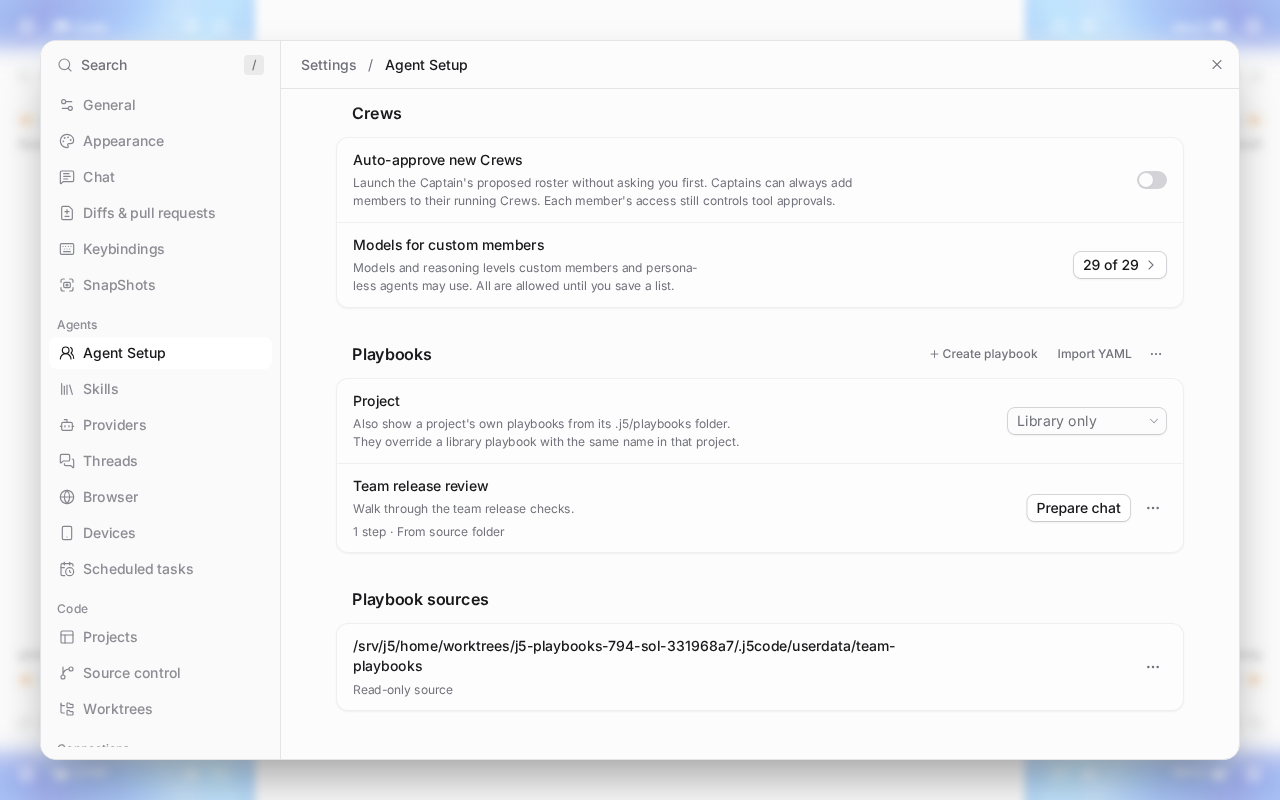 Search /
General
Appearance
Chat
Diffs & pull requests
Keybindings
SnapShots
Agents
Agent Setup
Skills
Providers
Threads
Browser
Devices
Scheduled tasks
Code
Projects
Source control
Worktrees
Settings / Agent Setup
Crews
Auto-approve new Crews
Launch the Captain's proposed roster without asking you first. Captains can always add
members to their running Crews. Each member's access still controls tool approvals.
Models for custom members
Models and reasoning levels custom members and persona-
less agents may use. All are allowed until you save a list.
29 of 29
Playbooks
+ Create playbook Import YAML ...
Project
Also show a project's own playbooks from its .j5/playbooks folder.
They override a library playbook with the same name in that project.
Library only
Team release review
Walk through the team release checks.
1 step · From source folder
Prepare chat ...
Playbook sources
/srv/j5/home/worktrees/j5-playbooks-794-sol-331968a7/.j5code/userdata/team-
playbooks
Read-only source
...